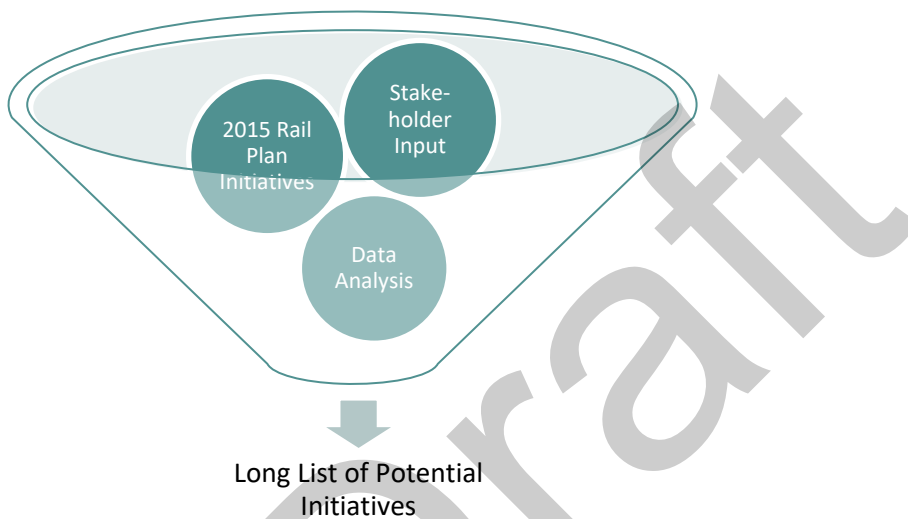 2015 Rail
Plan
Initiatives
Stake-
holder
Input
Data
Analysis
Long List of Potential
Initiatives
Draft